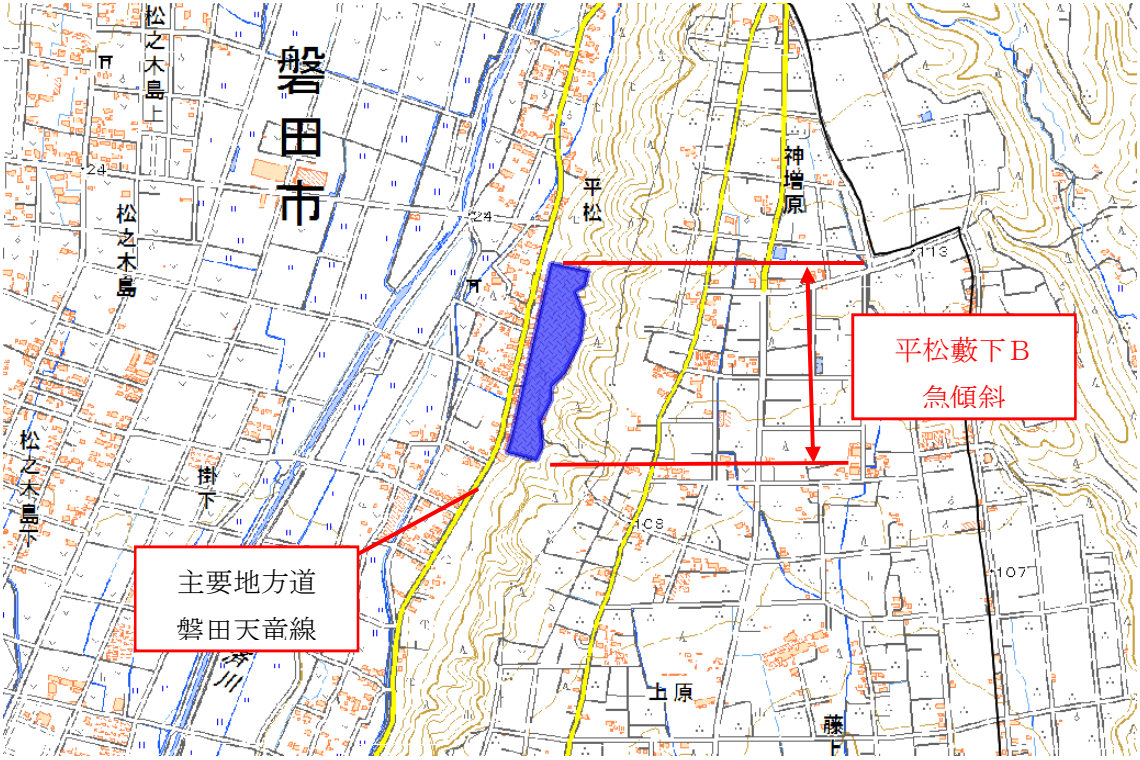 松之木島上
磐田市
24
24
平松
神増原
松之木島
113
平松藪下B
急傾斜
松之木島下
掛下
108
主要地方道
磐田天竜線
107
上原
藤上